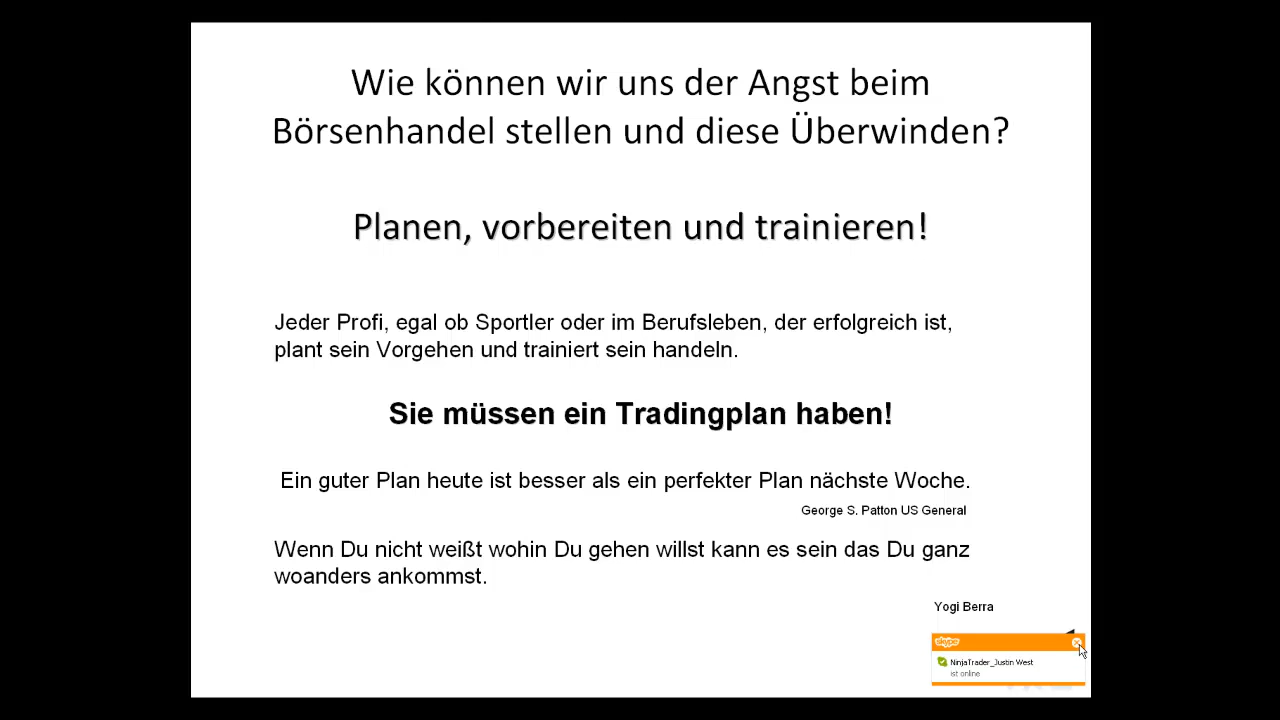 Wie können wir uns der Angst beim
Börsenhandel stellen und diese Überwinden?
Planen, vorbereiten und trainieren!
Jeder Profi, egal ob Sportler oder im Berufsleben, der erfolgreich ist,
plant sein Vorgehen und trainiert sein handeln.
Sie müssen ein Tradingplan haben!
Ein guter Plan heute ist besser als ein perfekter Plan nächste Woche.
George S. Patton US General
Wenn Du nicht weißt wohin Du gehen willst kann es sein das Du ganz
woanders ankommst.
Yogi Berra
skype
NinjaTrader_Justin West
ist online